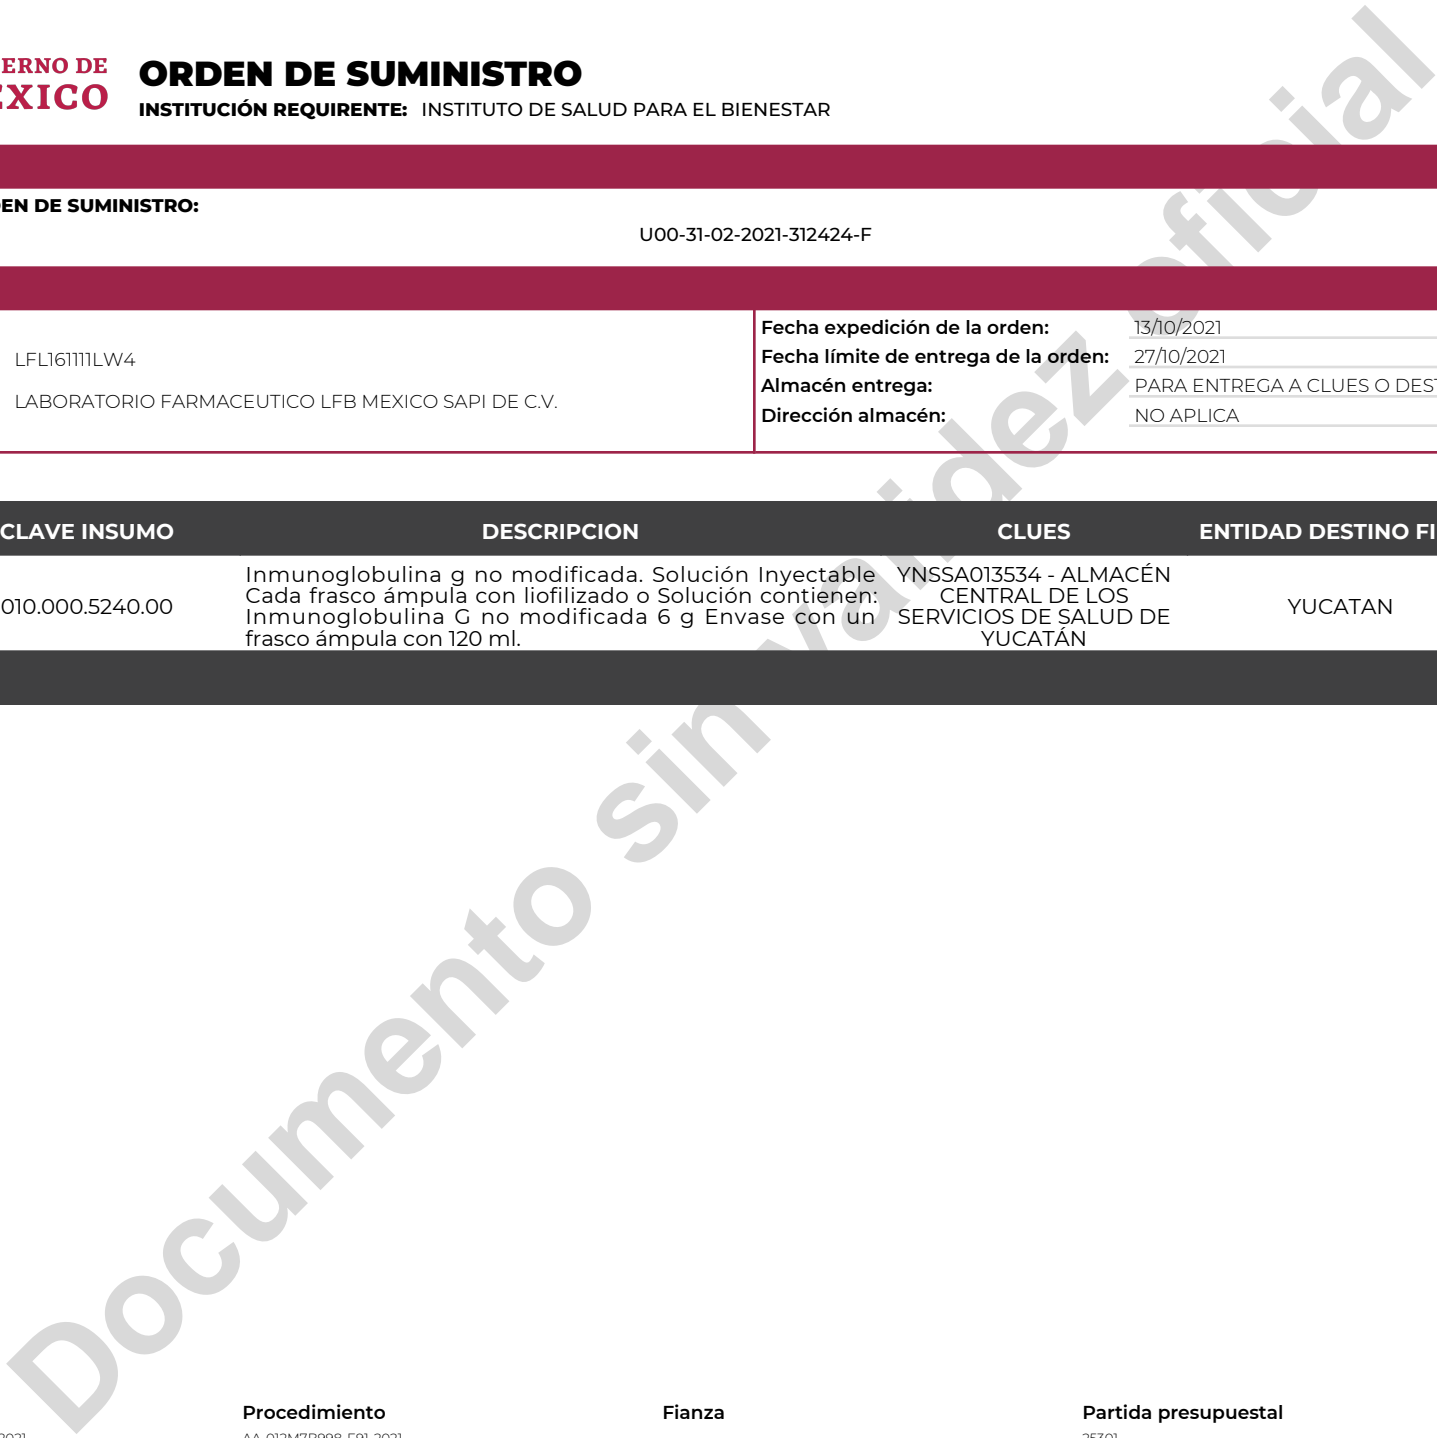 ERNO DE
EXICO
ORDEN DE SUMINISTRO
INSTITUCIÓN REQUIRENTE: INSTITUTO DE SALUD PARA EL BIENESTAR
EN DE SUMINISTRO:
U00-31-02-2021-312424-F
LFL161111LW4
LABORATORIO FARMACEUTICO LFB MEXICO SAPI DE C.V.
Fecha expedición de la orden: 13/10/2021
Fecha límite de entrega de la orden: 27/10/2021
Almacén entrega: PARA ENTREGA A CLUES O DEST
Dirección almacén: NO APLICA
CLAVE INSUMO DESCRIPCION CLUES ENTIDAD DESTINO FI
010.000.5240.00
Inmunoglobulina g no modificada. Solución Inyectable
Cada frasco ámpula con liofilizado o Solución contienen:
Inmunoglobulina G no modificada 6 g Envase con un
frasco ámpula con 120 ml.
YNSSA013534 - ALMACÉN
CENTRAL DE LOS
SERVICIOS DE SALUD DE
YUCATÁN
YUCATAN
Documento sin validez oficial
Procedimiento Fianza Partida presupuestal